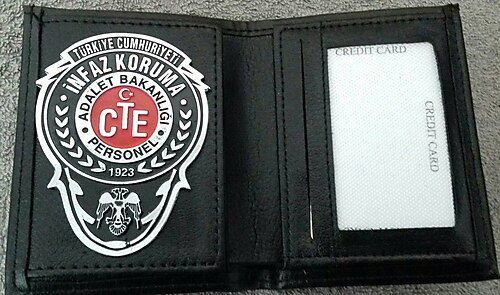 TÜRKİYE CUMHURİYETİ
İNFAZ KORUMA
ADALET BAKANLIĞI
CTE
PERSONEL
1923
CREDIT CARD
CREDIT CARD